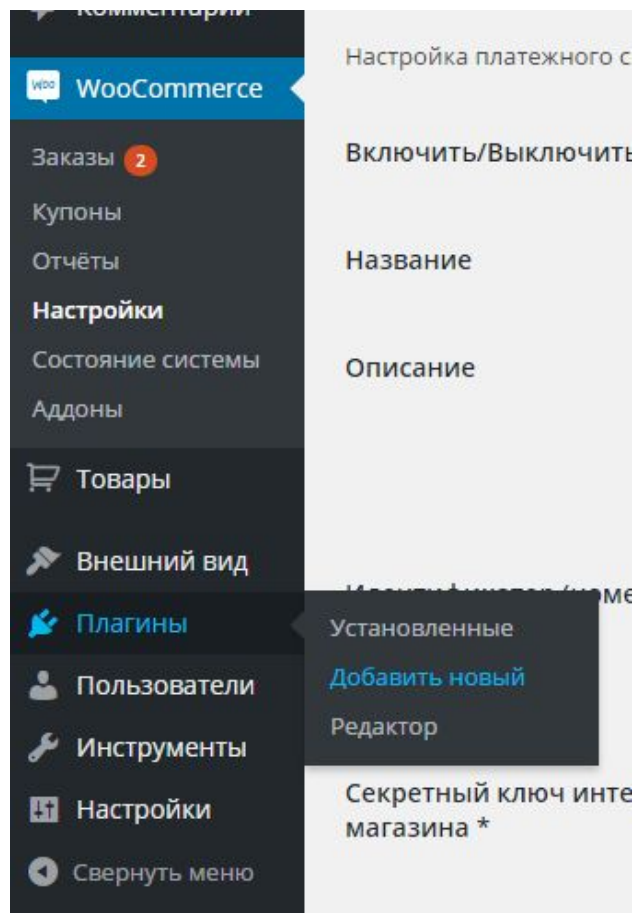 Комментарии
WooCommerce
Заказы 2
Купоны
Отчёты
Настройки
Состояние системы
Аддоны
Товары
Внешний вид
Плагины
Пользователи
Инструменты
Настройки
Свернуть меню
Установленные
Добавить новый
Редактор
Настройка платежного с
Включить/Выключить
Название
Описание
Секретный ключ инте
магазина *